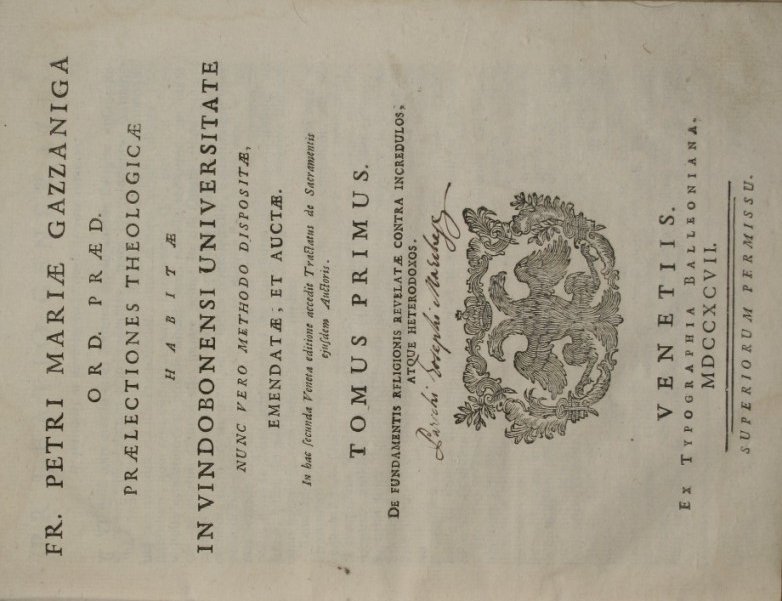 FR. PETRI MARIÆ GAZZANIGA
ORD. PRÆD.
PRÆLECTIONES THEOLOGICÆ
HABITÆ
IN VINDOBONENSI UNIVERSITATE
NUNC VERO METHODO DISPOSITÆ,
EMENDATÆ, ET AUCTÆ.
In hac ſecunda Veneta editione accedit Tractatus de Sacramentis
ejuſdem Auctoris.
TOMUS PRIMUS.
DE FUNDAMENTIS RELIGIONIS REVELATÆ CONTRA INCREDULOS,
ATQUE HETERODOXOS.
Parochi Josephi
VENETIIS.
EX TYPOGRAPHIA BALLEONIANA.
MDCCXCVII.
SUPERIORUM PERMISSU.